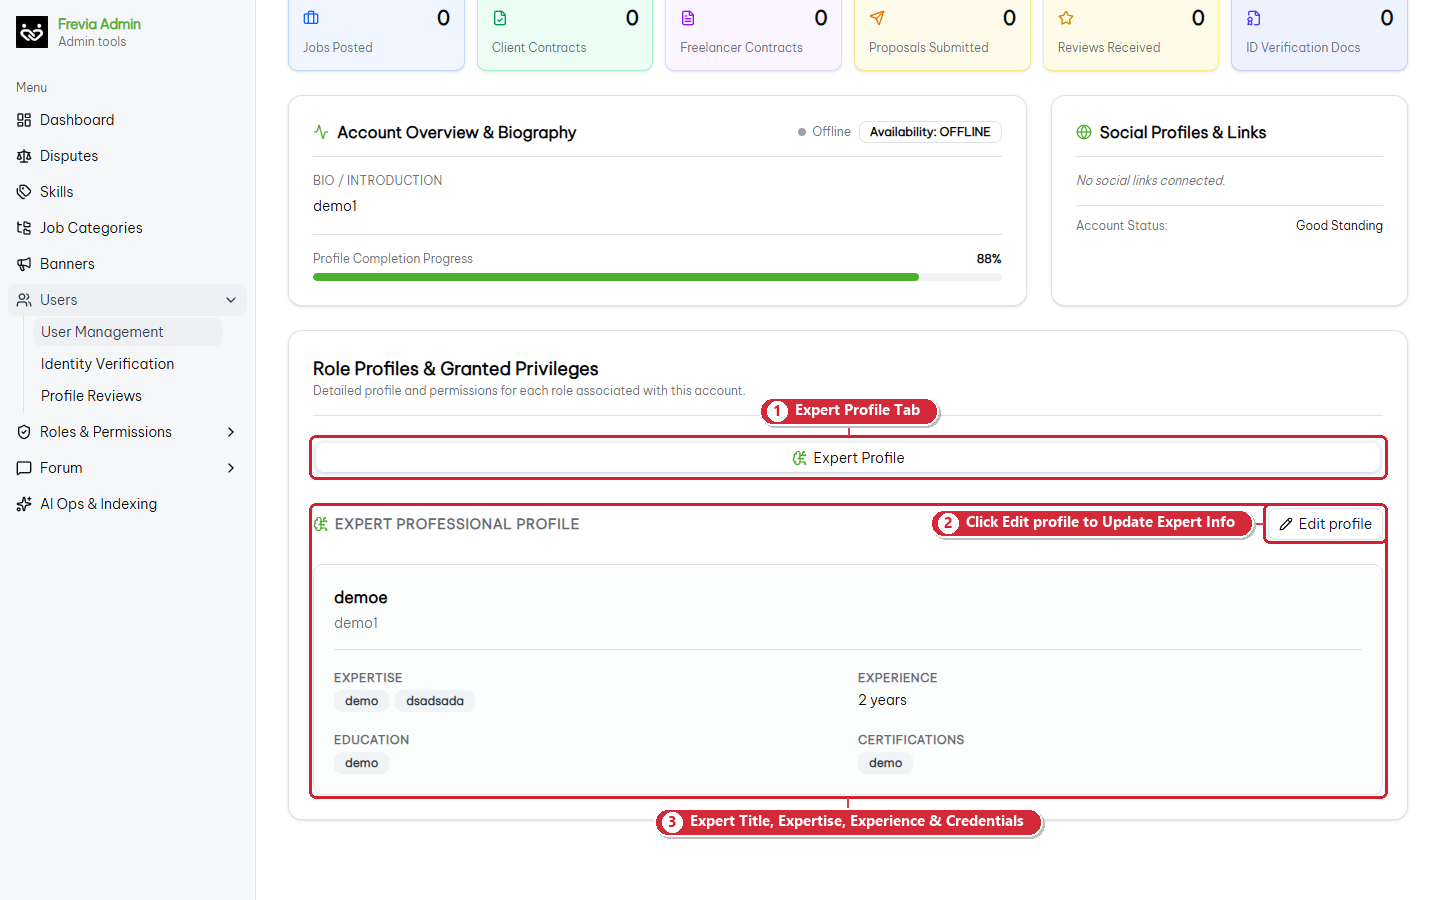 Frevia Admin
Admin tools
Menu
Dashboard
Disputes
Skills
Job Categories
Banners
Users
User Management
Identity Verification
Profile Reviews
Roles & Permissions
Forum
AI Ops & Indexing
0
Jobs Posted
0
Client Contracts
0
Freelancer Contracts
0
Proposals Submitted
0
Reviews Received
0
ID Verification Docs
Account Overview & Biography
Offline
Availability: OFFLINE
BIO / INTRODUCTION
demo1
Profile Completion Progress
88%
Social Profiles & Links
No social links connected.
Account Status:
Good Standing
Role Profiles & Granted Privileges
Detailed profile and permissions for each role associated with this account.
1 Expert Profile Tab
Expert Profile
EXPERT PROFESSIONAL PROFILE
2 Click Edit profile to Update Expert Info
Edit profile
demoe
demo1
EXPERTISE
demo dsadsada
EXPERIENCE
2 years
EDUCATION
demo
CERTIFICATIONS
demo
3 Expert Title, Expertise, Experience & Credentials